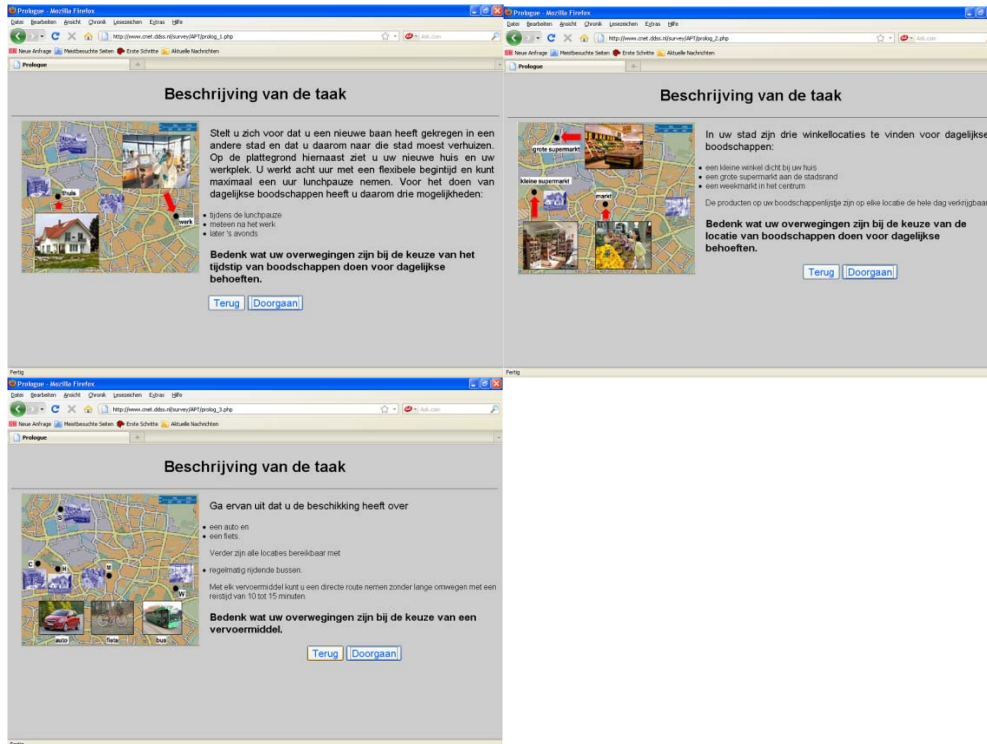 Prologue - Mozilla Firefox
Datei Bearbeiten Ansicht Chronik Lesezeichen Extras Hilfe
http://www.cnet.ddss.nl/survey/APT/prolog_1.php
Ask.com
Neue Anfrage Meistbesuchte Seiten Erste Schritte Aktuelle Nachrichten
Prologue
Beschrijving van de taak
thuis
werk
Stelt u zich voor dat u een nieuwe baan heeft gekregen in een
andere stad en dat u daarom naar die stad moest verhuizen.
Op de plattegrond hiernaast ziet u uw nieuwe huis en uw
werkplek. U werkt acht uur met een flexibele begintijd en kunt
maximaal een uur lunchpauze nemen. Voor het doen van
dagelijkse boodschappen heeft u daarom drie mogelijkheden:
• tijdens de lunchpauze
• meteen na het werk
• later 's avonds
Bedenk wat uw overwegingen zijn bij de keuze van het
tijdstip van boodschappen doen voor dagelijkse
behoeften.
Terug Doorgaan
Fertig
Prologue - Mozilla Firefox
Datei Bearbeiten Ansicht Chronik Lesezeichen Extras Hilfe
http://www.cnet.ddss.nl/survey/APT/prolog_2.php
Ask.com
Neue Anfrage Meistbesuchte Seiten Erste Schritte Aktuelle Nachrichten
Prologue
Beschrijving van de taak
grote supermarkt
kleine supermarkt
markt
In uw stad zijn drie winkellocaties te vinden voor dagelijkse
boodschappen:
• een kleine winkel dicht bij uw huis
• een grote supermarkt aan de stadsrand
• een weekmarkt in het centrum
De producten op uw boodschappenlijstje zijn op elke locatie de hele dag verkrijgbaar
Bedenk wat uw overwegingen zijn bij de keuze van de
locatie van boodschappen doen voor dagelijkse
behoeften.
Terug Doorgaan
Fertig
Prologue - Mozilla Firefox
Datei Bearbeiten Ansicht Chronik Lesezeichen Extras Hilfe
http://www.cnet.ddss.nl/survey/APT/prolog_3.php
Ask.com
Neue Anfrage Meistbesuchte Seiten Erste Schritte Aktuelle Nachrichten
Prologue
Beschrijving van de taak
S
C
H
M
W
auto fiets bus
Ga ervan uit dat u de beschikking heeft over
• een auto en
• een fiets.
Verder zijn alle locaties bereikbaar met
• regelmatig rijdende bussen.
Met elk vervoermiddel kunt u een directe route nemen zonder lange omwegen met een
reistijd van 10 tot 15 minuten.
Bedenk wat uw overwegingen zijn bij de keuze van een
vervoermiddel.
Terug Doorgaan
Fertig